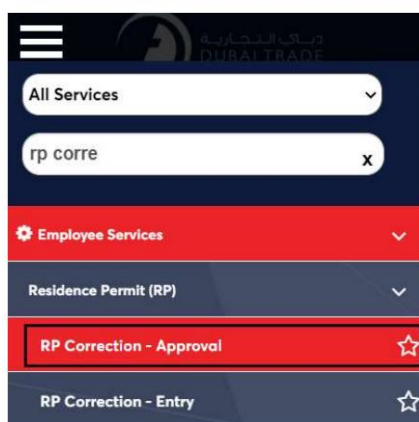 دبي التجارية
DUBAI TRADE
All Services
rp corre
x
Employee Services
Residence Permit (RP)
RP Correction - Approval
RP Correction - Entry